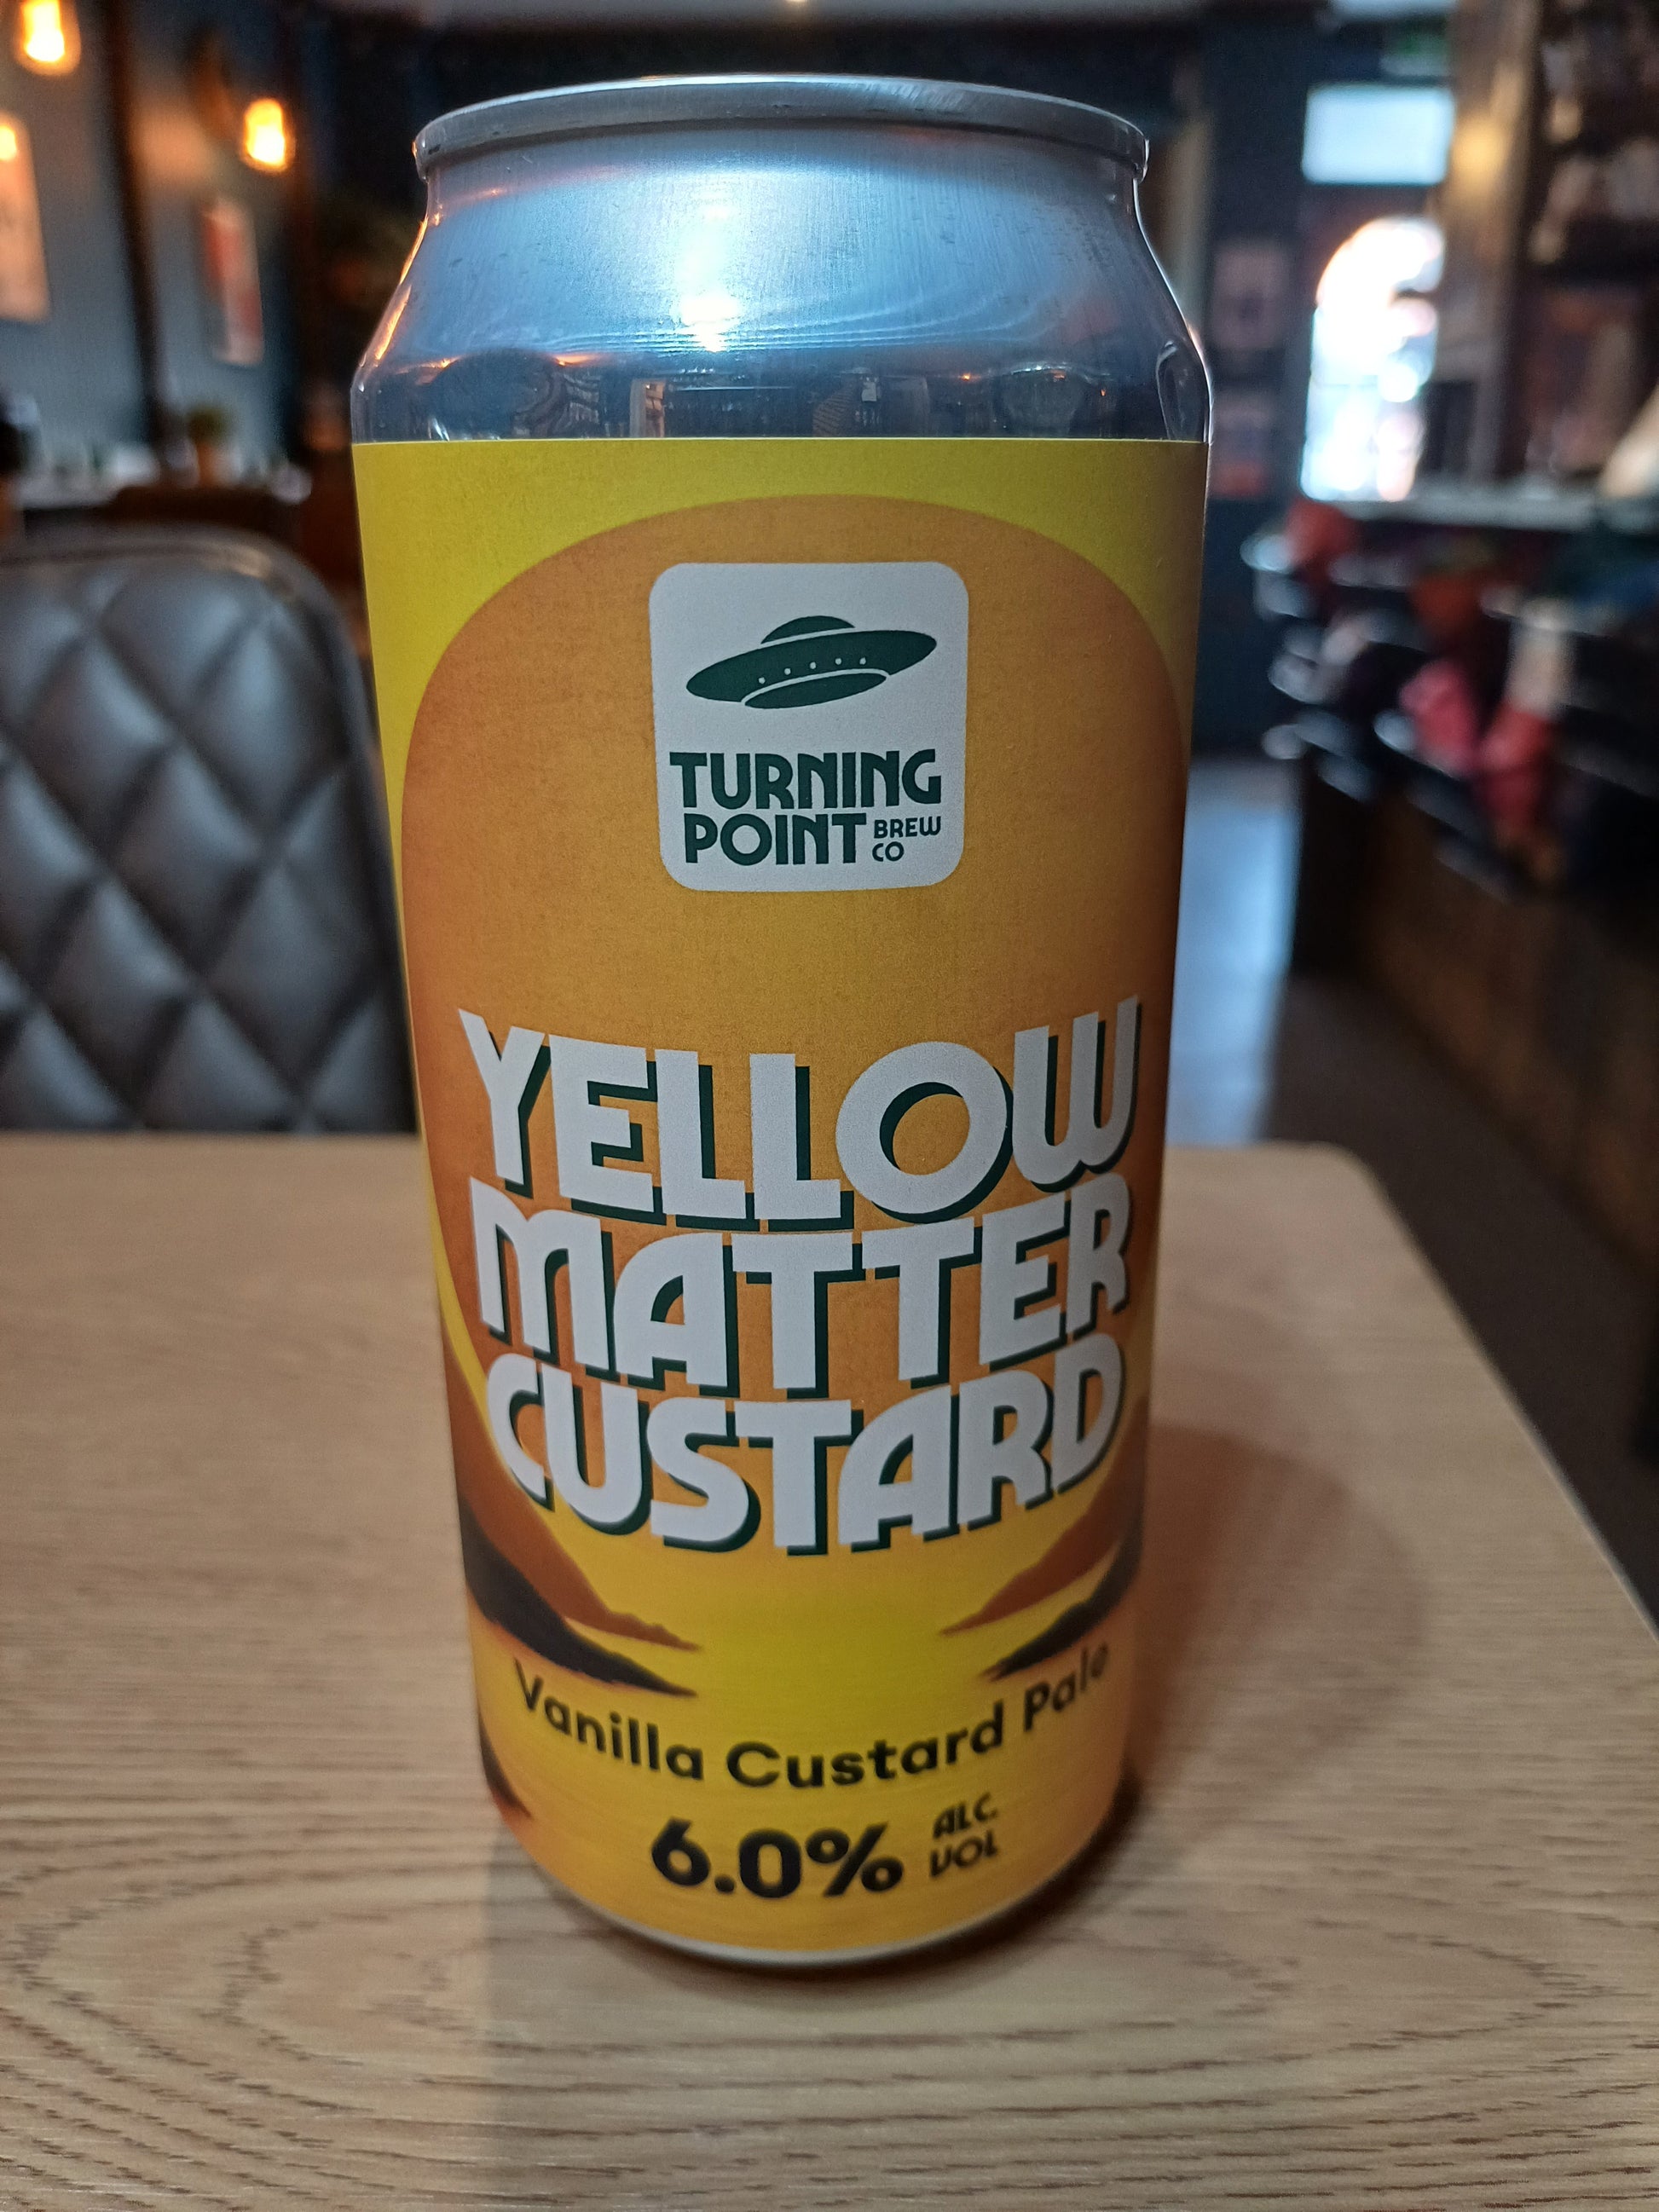 TURNING
POINT BREW
CO
YELLOW
MATTER
CUSTARD
Vanilla Custard Pale
6.0% ALC.
VOL